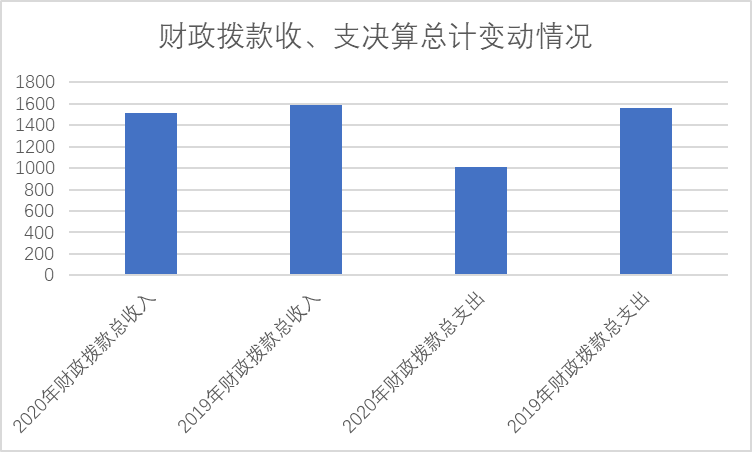 财政拨款收、支决算总计变动情况
1800
1600
1400
1200
1000
800
600
400
200
0
2020年财政拨款总收入
2019年财政拨款总收入
2020年财政拨款总支出
2019年财政拨款总支出